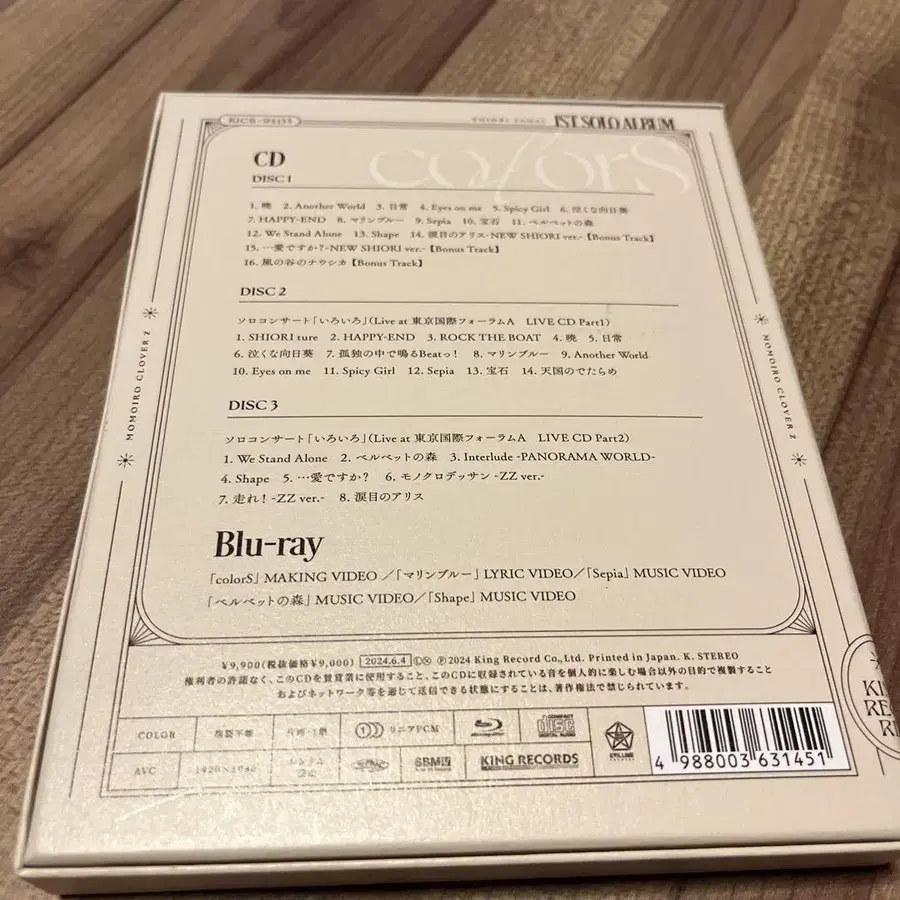 1ST SOLO ALBUM
colorS
CD
DISC 1
1. 暁 2. Another World 3. 日常 4. Eyes on me 5. Spicy Girl 6. 泣くな向日葵
7. HAPPY-END 8. マリンブルー 9. Sepia 10. 宝石 11. ベルベットの森
12. We Stand Alone 13. Shape 14. 涙目のアリス-NEW SHIORI ver.-【Bonus Track】
15. …愛ですか?-NEW SHIORI ver.-【Bonus Track】
16. 風の谷のナウシカ【Bonus Track】
DISC 2
ソロコンサート「いろいろ」(Live at 東京国際フォーラムA LIVE CD Part1)
1. SHIORI ture 2. HAPPY-END 3. ROCK THE BOAT 4. 暁 5. 日常
6. 泣くな向日葵 7. 孤独の中で鳴るBeatっ! 8. マリンブルー 9. Another World
10. Eyes on me 11. Spicy Girl 12. Sepia 13. 宝石 14. 天国のでたらめ
DISC 3
ソロコンサート「いろいろ」(Live at 東京国際フォーラムA LIVE CD Part2)
1. We Stand Alone 2. ベルベットの森 3. Interlude -PANORAMA WORLD-
4. Shape 5. …愛ですか? 6. モノクロデッサン -ZZ ver.-
7. 走れ! -ZZ ver.- 8. 涙目のアリス
Blu-ray
「colorS」MAKING VIDEO／「マリンブルー」LYRIC VIDEO／「Sepia」MUSIC VIDEO
「ベルベットの森」MUSIC VIDEO／「Shape」MUSIC VIDEO
MOMOIRO CLOVER Z
MOMOIRO CLOVER Z
¥9,900(税抜価格¥9,000) 2024.6.4 ⓁⓍ Ⓟ2024 King Record Co., Ltd. Printed in Japan. K. STEREO
権利者の許諾なく、このCDを賃貸業に使用すること、このCDに収録されている音を個人的に楽しむ場合以外の目的で複製すること
およびネットワーク等を通じて送信できる状態にすることは、著作権法で禁じられています。
COLOR 複製不能 片面・1層 リニアPCM COMPACT disc DIGITAL AUDIO
AVC KING RECORDS
4 988003 631451